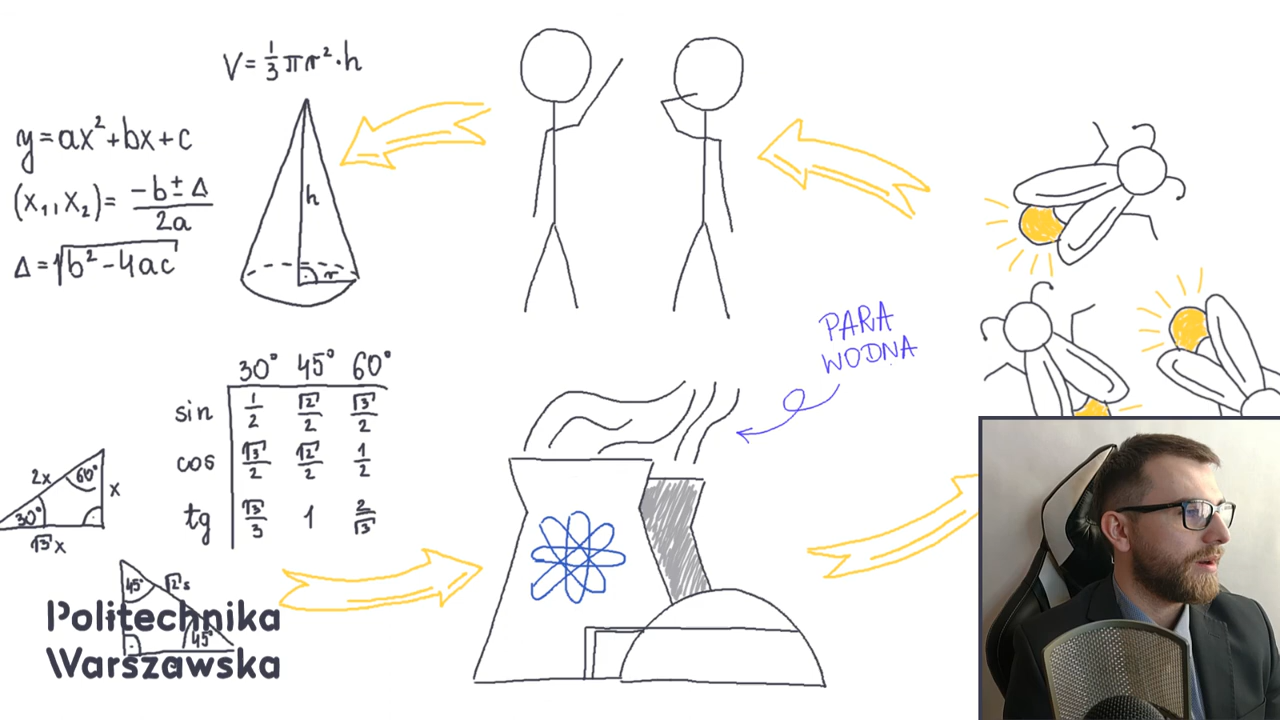 V = 1/3 πr²·h
y = ax² + bx + c
(x₁, x₂) = (-b ± Δ)/2a
Δ = √(b² - 4ac)
h
r
30° 45° 60°
sin 1/2 √2/2 √3/2
cos √3/2 √2/2 1/2
tg √3/3 1 2/√3
2x 60° x
30°
√3 x
45° √2 s
45°
PARA
WODNA
Politechnika
Warszawska